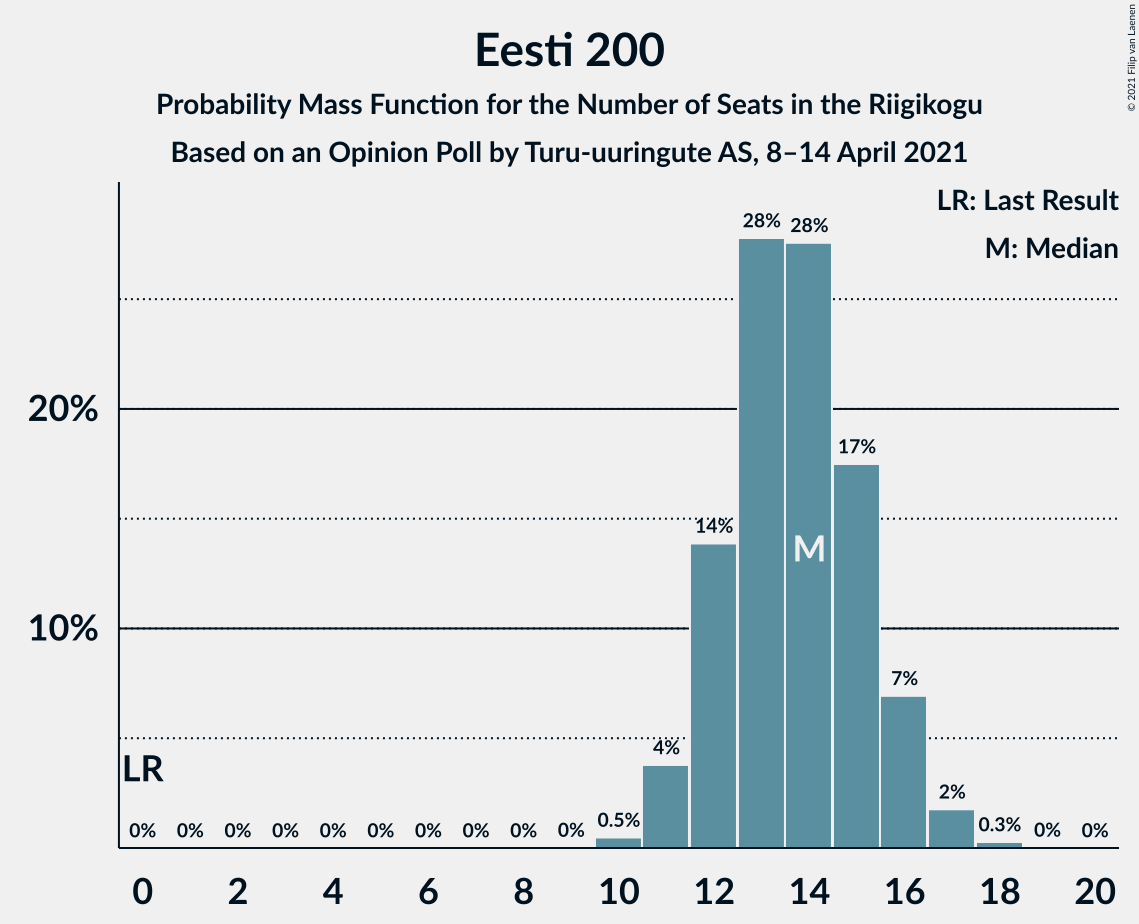 © 2021 Filip van Laenen
Eesti 200
Probability Mass Function for the Number of Seats in the Riigikogu
Based on an Opinion Poll by Turu-uuringute AS, 8–14 April 2021
LR: Last Result
M: Median
28% 28%
20%
17%
14%
M
10%
7%
4%
LR
2%
0% 0% 0% 0% 0% 0% 0% 0% 0% 0% 0.5% 0.3% 0% 0%
0 2 4 6 8 10 12 14 16 18 20